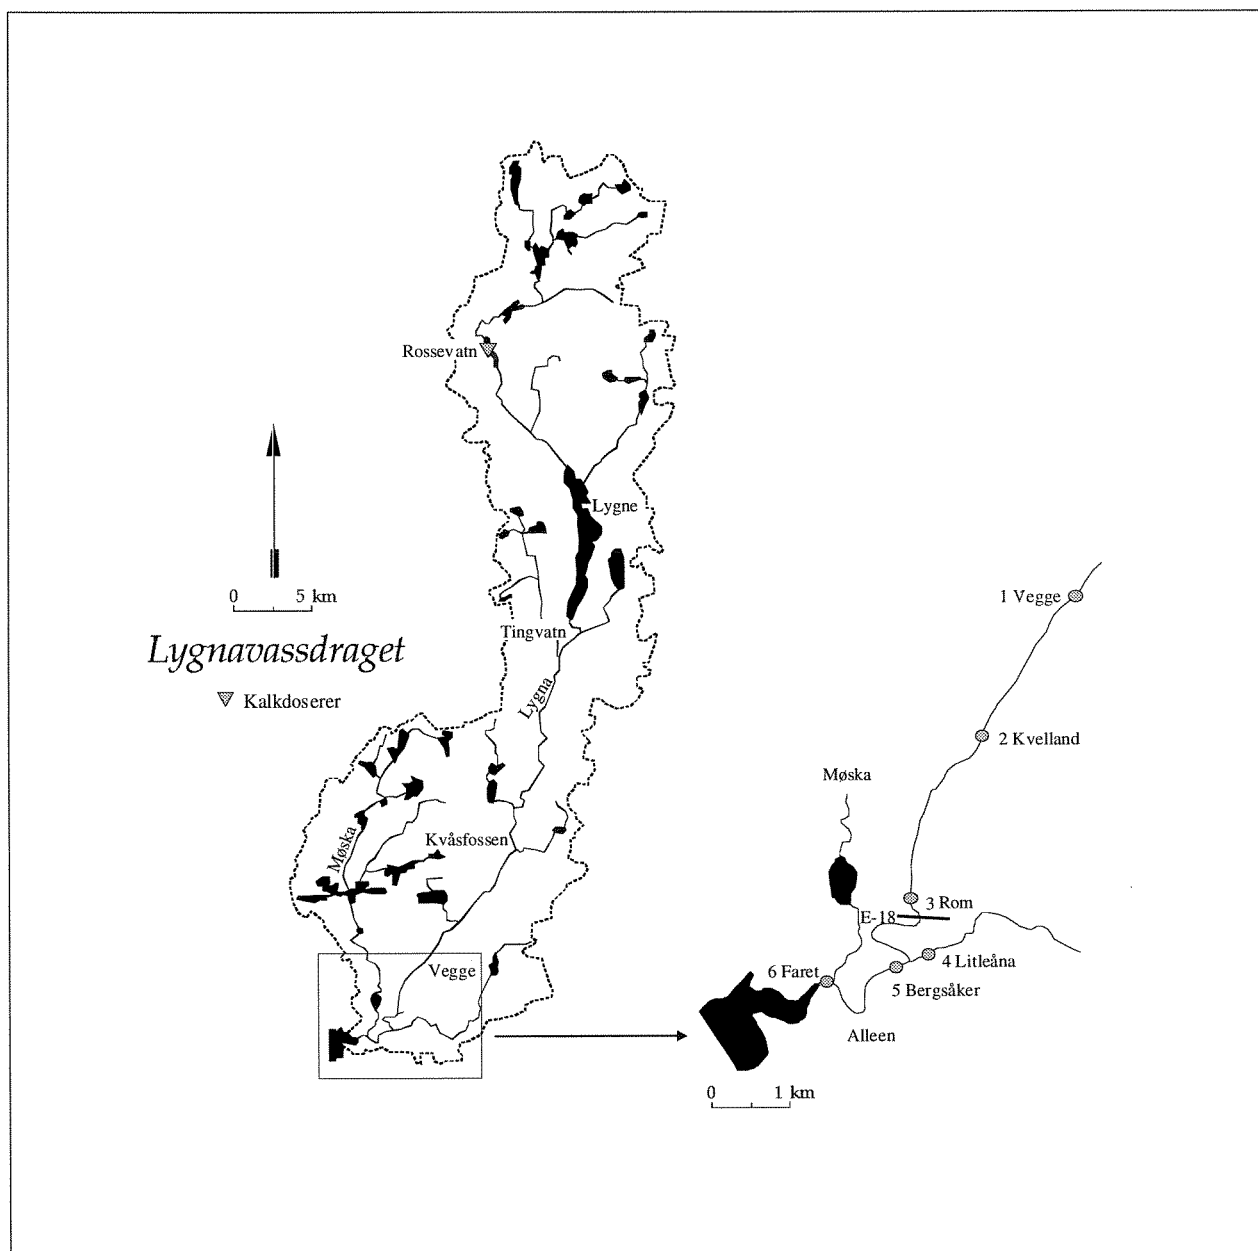 Rossevatn
Lygne
0 5 km
Tingvatn
Lygnavassdraget
Lygna
Kalkdoserer
Møska
Kvåsfossen
Vegge
1 Vegge
2 Kvelland
Møska
3 Rom
E-18
4 Litleåna
6 Faret
5 Bergsåker
Alleen
0 1 km